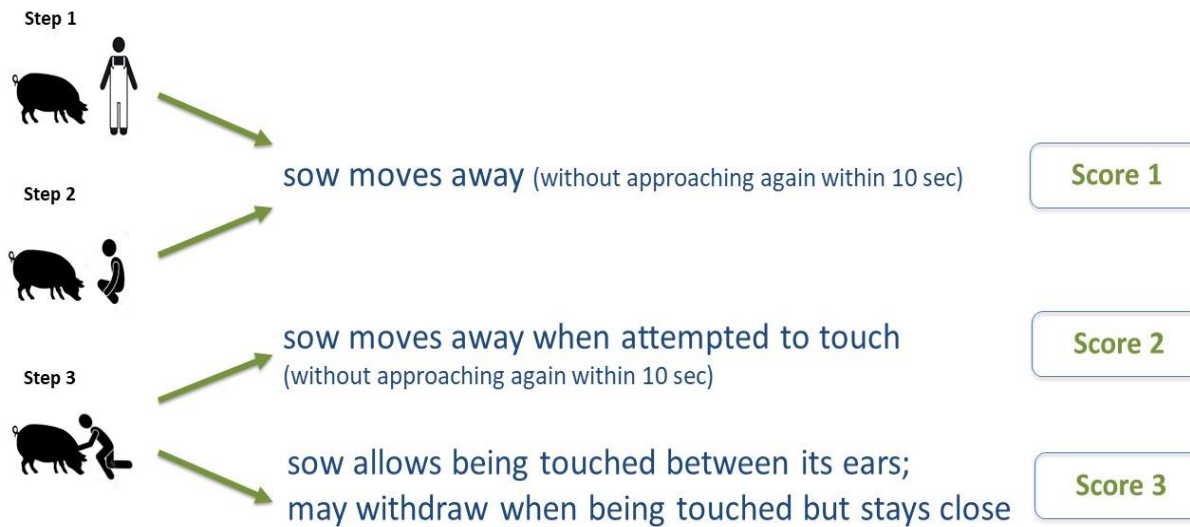 Step 1
sow moves away (without approaching again within 10 sec)
Score 1
Step 2
sow moves away when attempted to touch
(without approaching again within 10 sec)
Score 2
Step 3
sow allows being touched between its ears;
may withdraw when being touched but stays close
Score 3